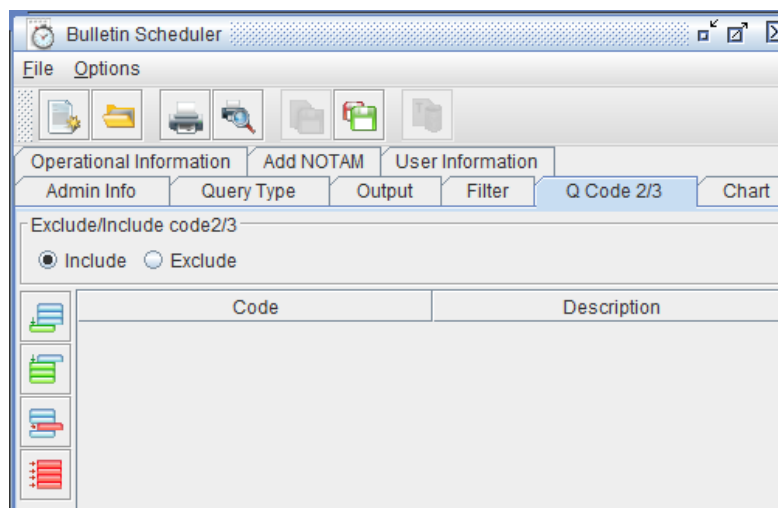 Bulletin Scheduler
File Options
Operational Information Add NOTAM User Information
Admin Info Query Type Output Filter Q Code 2/3 Chart
Exclude/Include code2/3
Include Exclude
Code Description